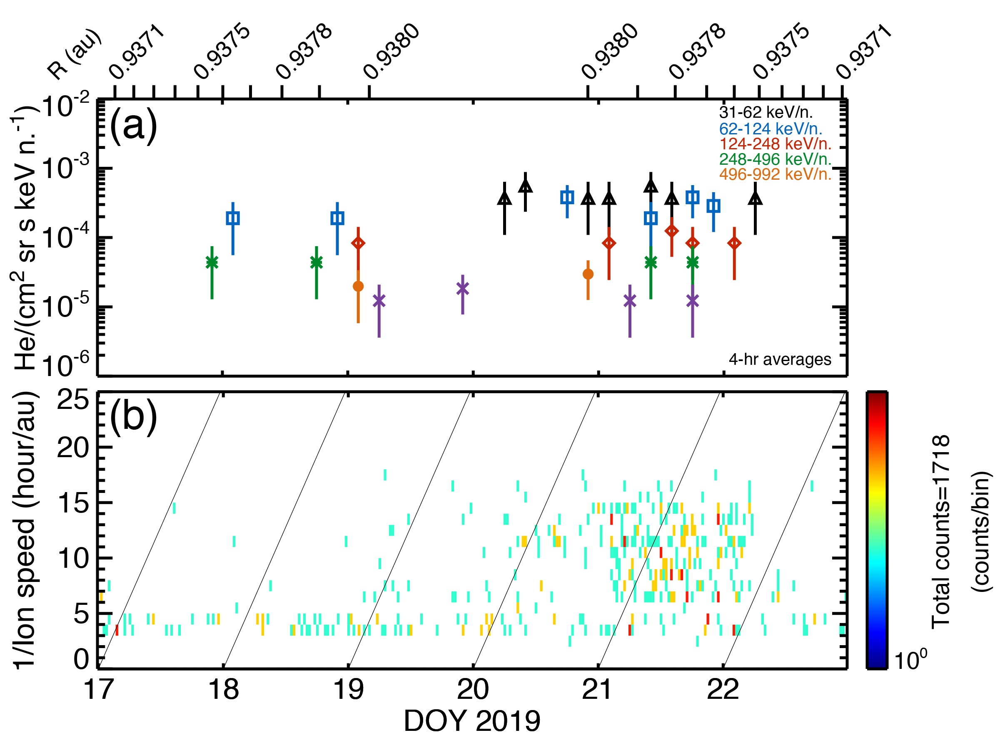 R (au)
0.9371
0.9375
0.9378
0.9380
0.9380
0.9378
0.9375
0.9371
(a)
He/(cm² sr s keV n.⁻¹)
10⁻²
10⁻³
10⁻⁴
10⁻⁵
10⁻⁶
31-62 keV/n.
62-124 keV/n.
124-248 keV/n.
248-496 keV/n.
496-992 keV/n.
4-hr averages
(b)
1/Ion speed (hour/au)
25
20
15
10
5
0
17 18 19 20 21 22
DOY 2019
10⁰
Total counts=1718
(counts/bin)